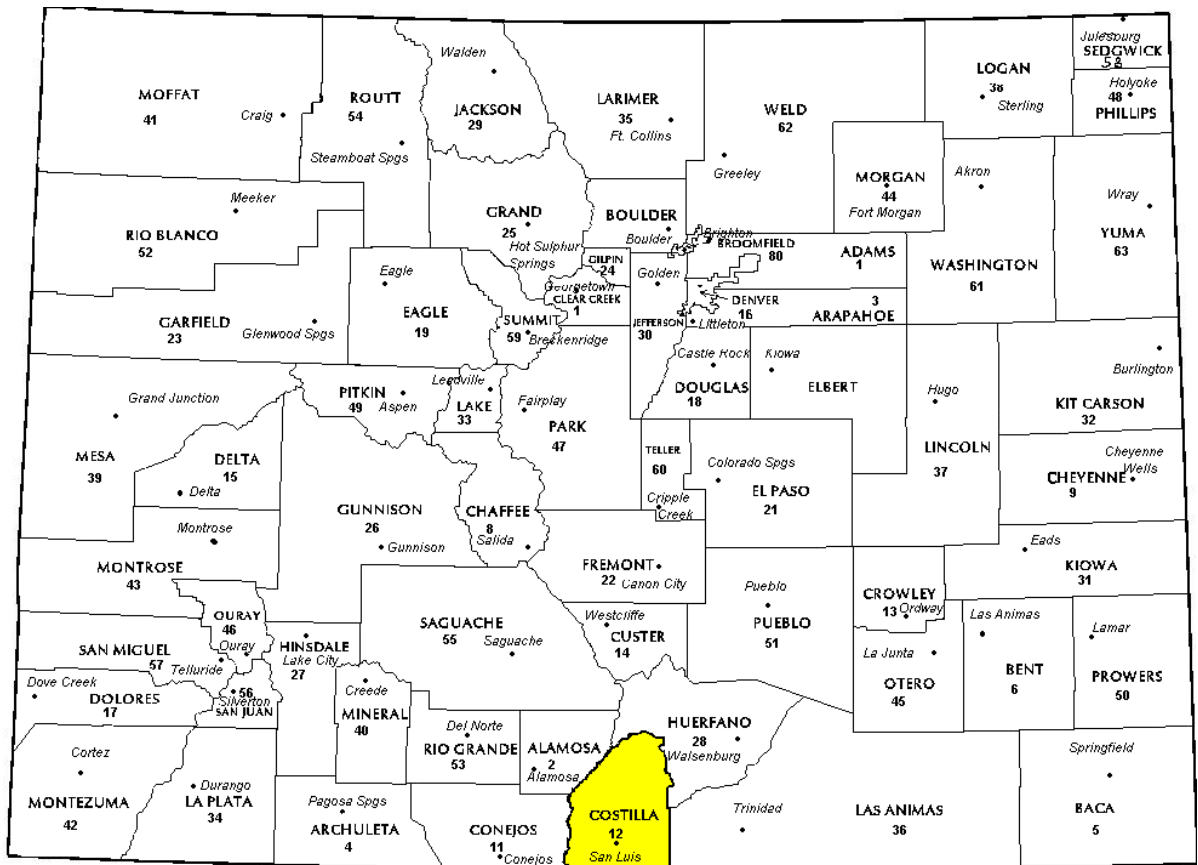 Walden
Julesburg
SEDGWICK
58
LOGAN
38
Sterling
Holyoke
48
PHILLIPS
MOFFAT
41
Craig
ROUTT
54
Steamboat Spgs
JACKSON
29
LARIMER
35
Ft. Collins
WELD
62
Greeley
MORGAN
44
Fort Morgan
Akron
Wray
YUMA
63
Meeker
RIO BLANCO
52
GRAND
25
Hot Sulphur
Springs
BOULDER
Boulder
Brighton
BROOMFIELD
80
ADAMS
1
WASHINGTON
61
GILPIN
24
Golden
Georgetown
CLEAR CREEK
1
DENVER
16
Littleton
3
ARAPAHOE
Eagle
EAGLE
19
SUMMIT
59
Breckenridge
JEFFERSON
30
GARFIELD
23
Glenwood Spgs
Castle Rock
DOUGLAS
18
Kiowa
ELBERT
Hugo
LINCOLN
37
Burlington
KIT CARSON
32
Grand Junction
MESA
39
PITKIN
49
Aspen
Leadville
LAKE
33
Fairplay
PARK
47
DELTA
15
Delta
TELLER
60
Cripple
Creek
Colorado Spgs
EL PASO
21
Cheyenne
Wells
CHEYENNE
9
GUNNISON
26
Gunnison
CHAFFEE
8
Salida
Montrose
MONTROSE
43
FREMONT
22
Canon City
Eads
KIOWA
31
Pueblo
PUEBLO
51
CROWLEY
13
Ordway
OURAY
46
Ouray
HINSDALE
Lake City
27
SAGUACHE
55
Saguache
Westcliffe
CUSTER
14
Las Animas
BENT
6
Lamar
PROWERS
50
SAN MIGUEL
57
Telluride
La Junta
OTERO
45
Dove Creek
DOLORES
17
56
Silverton
SAN JUAN
Creede
MINERAL
40
Del Norte
RIO GRANDE
53
ALAMOSA
2
Alamosa
HUERFANO
28
Walsenburg
Cortez
MONTEZUMA
42
Durango
LA PLATA
34
Pagosa Spgs
ARCHULETA
4
CONEJOS
11
Conejos
COSTILLA
12
San Luis
Trinidad
LAS ANIMAS
36
Springfield
BACA
5